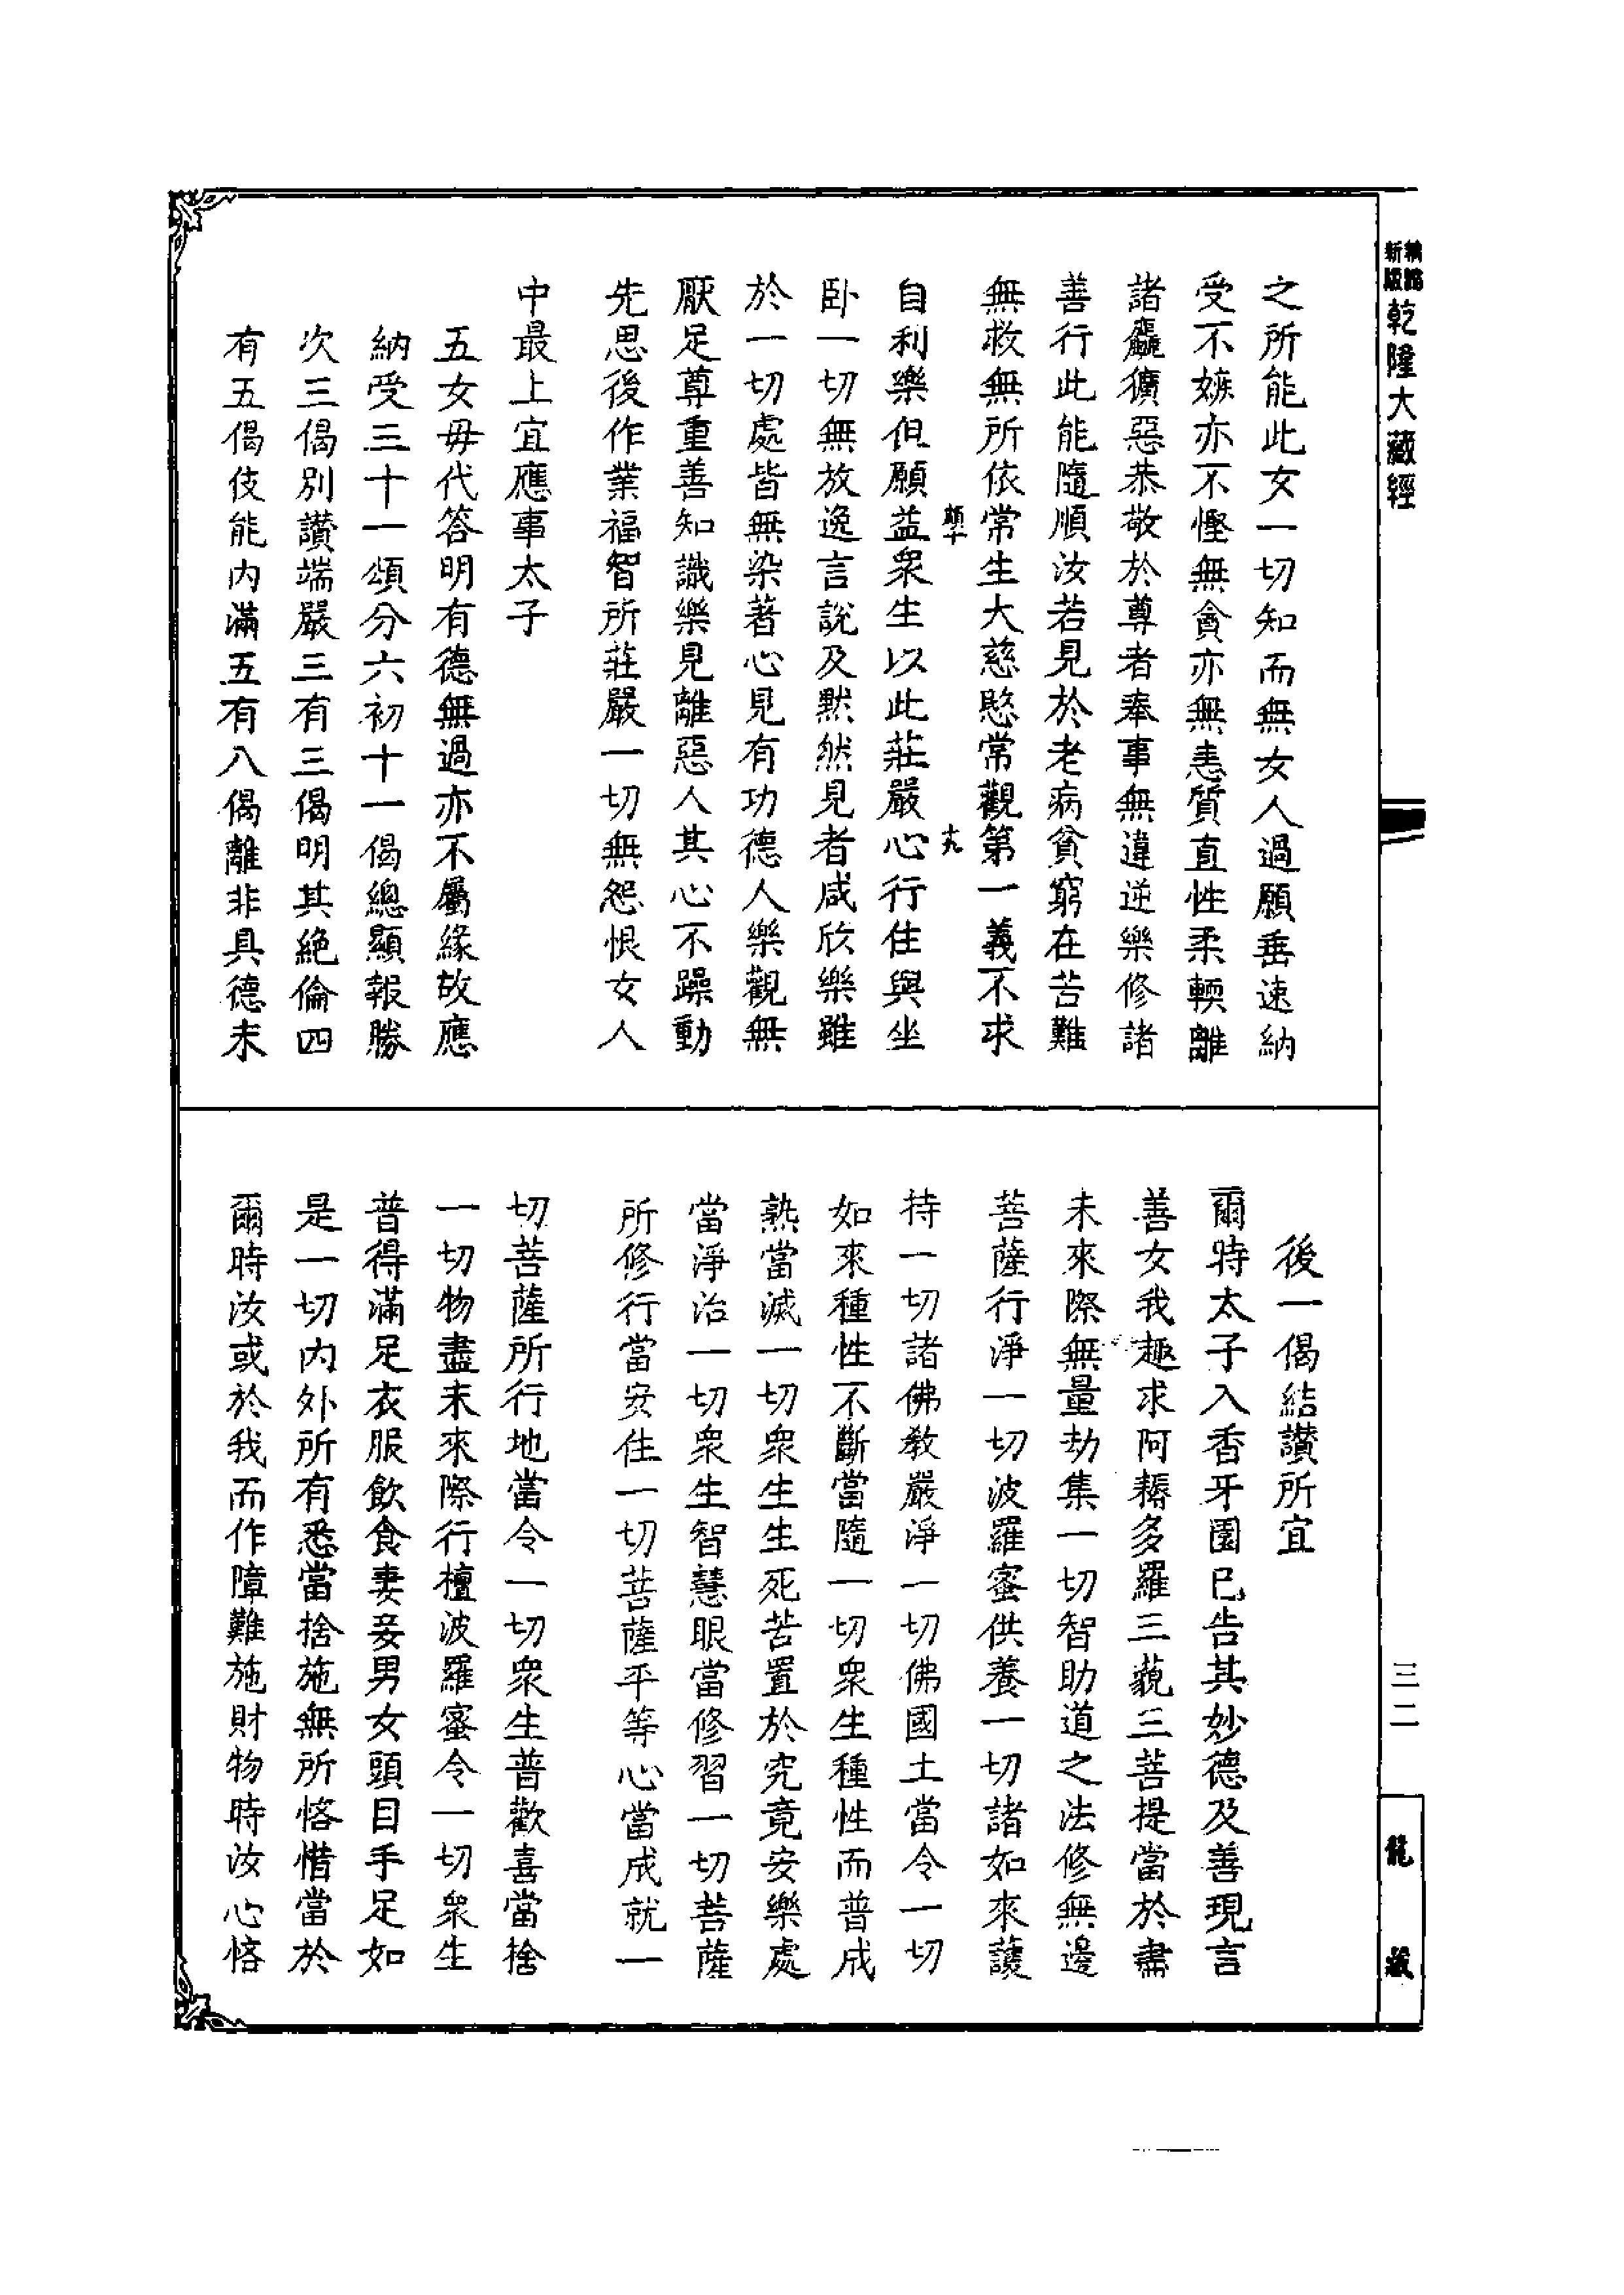 新版
乾隆大藏經
之所能此女一切知而無女人過願垂速納
受不嫉亦不慳無貪亦無恚質直性柔輭離
諸麤獷惡恭敬於尊者奉事無違逆樂修諸
善行此能隨順汝若見於老病貧窮在苦難
無救無所依常生大慈愍常觀第一義不求
自利樂但願益眾生以此莊嚴心行住與坐
臥一切無放逸言說及默然見者咸欣樂雖
於一切處皆無染著心見有功德人樂觀無
厭足尊重善知識樂見離惡人其心不躁動
先思後作業福智所莊嚴一切無怨恨女人
中最上宜應事太子
五女毋代答明有德無過亦不屬緣故應
納受三十一頌分六初十一偈總顯報勝
次三偈別讚端嚴三有三偈明其絕倫四
有五偈伎能內滿五有八偈離非具德末
後一偈結讚所宜
爾時太子入香牙園已告其妙德及善現言
善女我趣求阿耨多羅三藐三菩提當於盡
未來際無量劫集一切智助道之法修無邊
菩薩行淨一切波羅蜜供養一切諸如來護
持一切諸佛教嚴淨一切佛國土當令一切
如來種性不斷當隨一切眾生種性而普成
熟當滅一切眾生生死苦置於究竟安樂處
當淨治一切眾生智慧眼當修習一切菩薩
所修行當安住一切菩薩平等心當成就一
切菩薩所行地當令一切眾生普歡喜當捨
一切物盡未來際行檀波羅蜜令一切眾生
普得滿足衣服飲食妻妾男女頭目手足如
是一切內外所有悉當捨施無所悋惜當於
爾時汝或於我而作障難施財物時汝心悋
三二
龍藏